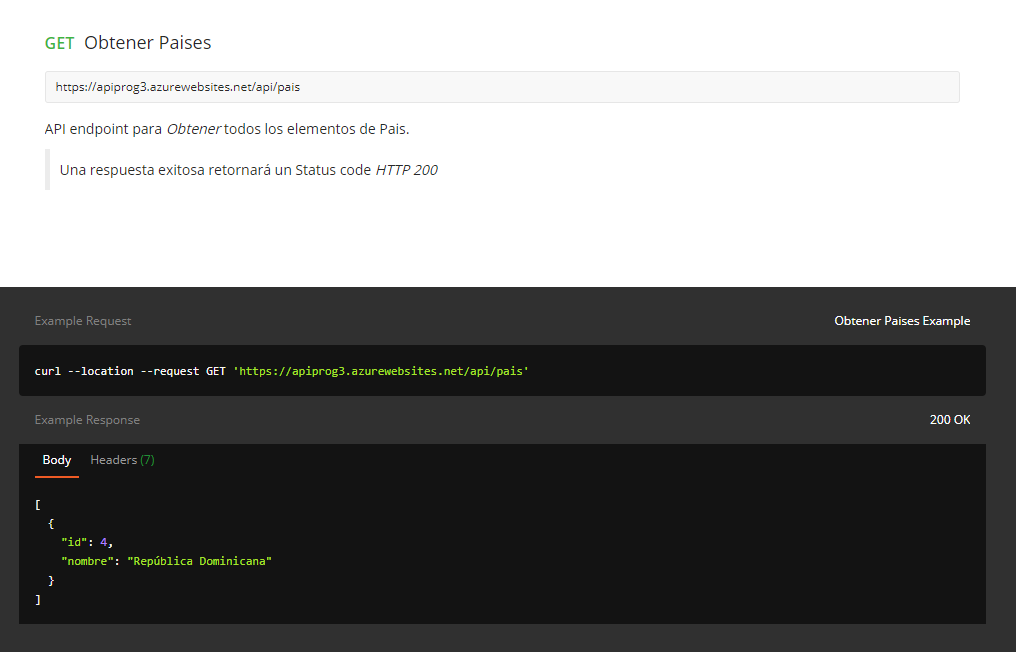 GET Obtener Paises
https://apiprog3.azurewebsites.net/api/pais
API endpoint para Obtener todos los elementos de Pais.
Una respuesta exitosa retornará un Status code HTTP 200
Example Request
Obtener Paises Example
curl --location --request GET 'https://apiprog3.azurewebsites.net/api/pais'
Example Response
200 OK
Body Headers (7)
[
  {
    "id": 4,
    "nombre": "República Dominicana"
  }
]